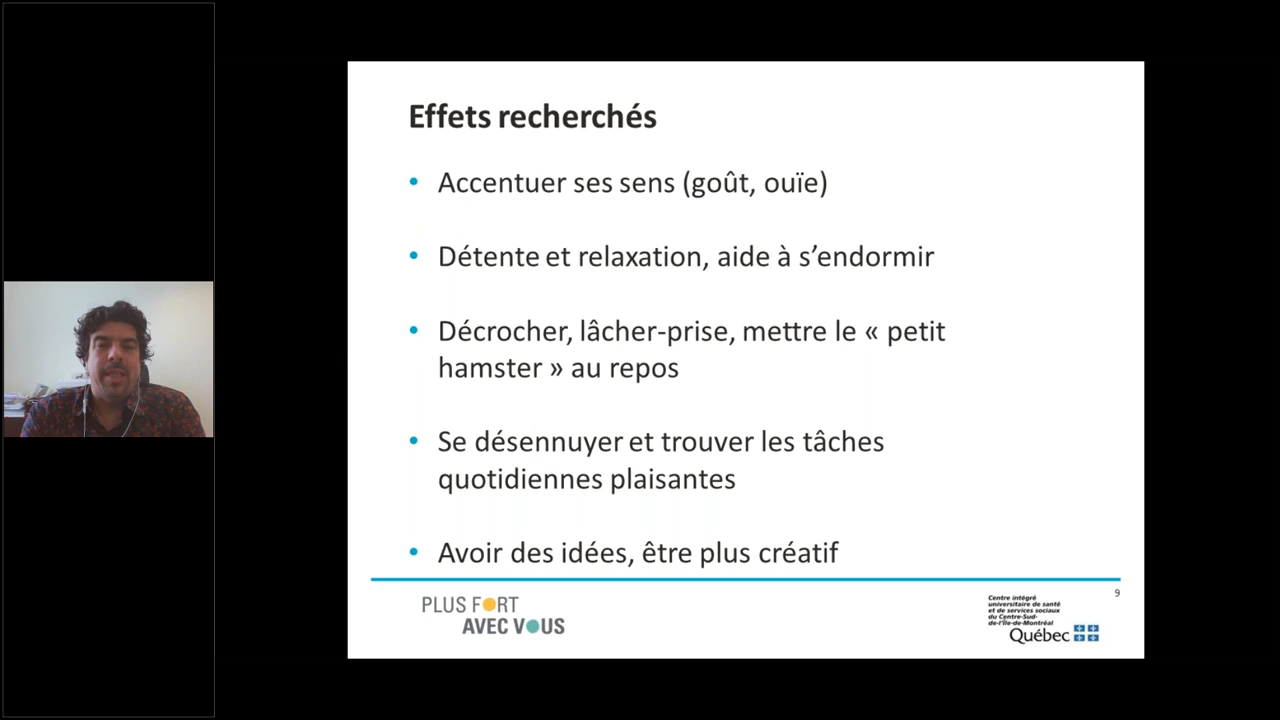 Effets recherchés
• Accentuer ses sens (goût, ouïe)
• Détente et relaxation, aide à s’endormir
• Décrocher, lâcher-prise, mettre le « petit
hamster » au repos
• Se désennuyer et trouver les tâches
quotidiennes plaisantes
• Avoir des idées, être plus créatif
9
PLUS FORT
AVEC VOUS
Centre intégré
universitaire de santé
et de services sociaux
du Centre-Sud-
de-l'Île-de-Montréal
Québec